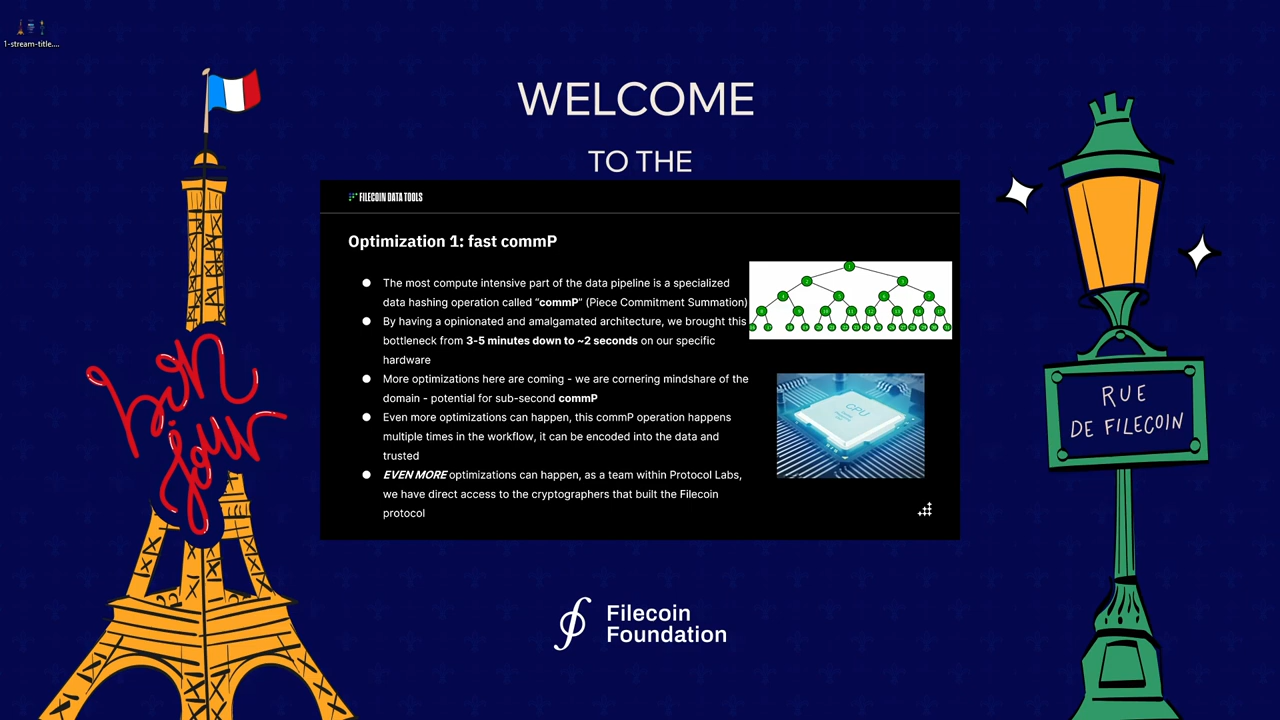 1-stream-title....
WELCOME
TO THE
FILECOIN DATA TOOLS
Optimization 1: fast commP
● The most compute intensive part of the data pipeline is a specialized
data hashing operation called “commP” (Piece Commitment Summation)
● By having a opinionated and amalgamated architecture, we brought this
bottleneck from 3-5 minutes down to ~2 seconds on our specific
hardware
● More optimizations here are coming - we are cornering mindshare of the
domain - potential for sub-second commP
● Even more optimizations can happen, this commP operation happens
multiple times in the workflow, it can be encoded into the data and
trusted
● EVEN MORE optimizations can happen, as a team within Protocol Labs,
we have direct access to the cryptographers that built the Filecoin
protocol
CPU
bon
jour
RUE
DE FILECOIN
Filecoin
Foundation